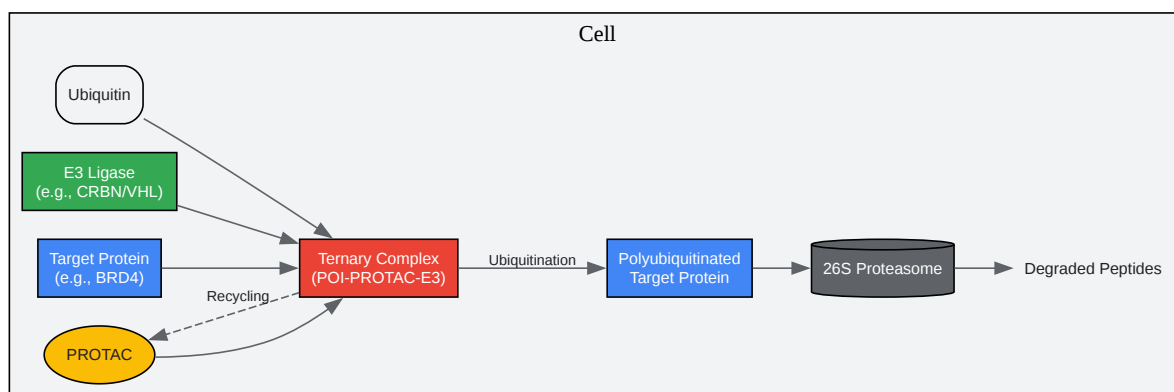 Cell
Ubiquitin
E3 Ligase
(e.g., CRBN/VHL)
Target Protein
(e.g., BRD4)
PROTAC
Recycling
Ternary Complex
(POI-PROTAC-E3)
Ubiquitination
Polyubiquitinated
Target Protein
26S Proteasome
Degraded Peptides